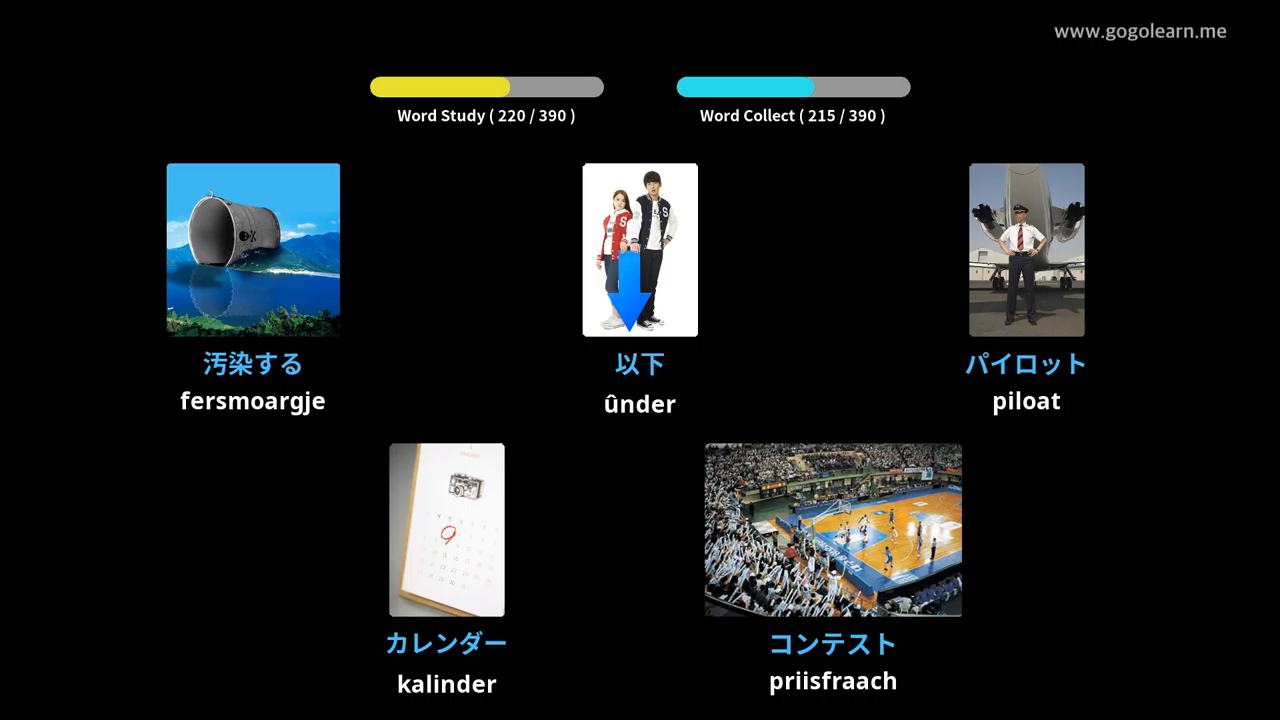 www.gogolearn.me
Word Study ( 220 / 390 )
Word Collect ( 215 / 390 )
汚染する
fersmoargje
以下
ûnder
パイロット
piloat
カレンダー
kalinder
コンテスト
priisfraach